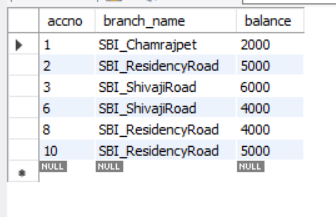 accno branch_name balance
1 SBI_Chamrajpet 2000
2 SBI_ResidencyRoad 5000
3 SBI_ShivajiRoad 6000
6 SBI_ShivajiRoad 4000
8 SBI_ResidencyRoad 4000
10 SBI_ResidencyRoad 5000
NULL NULL NULL